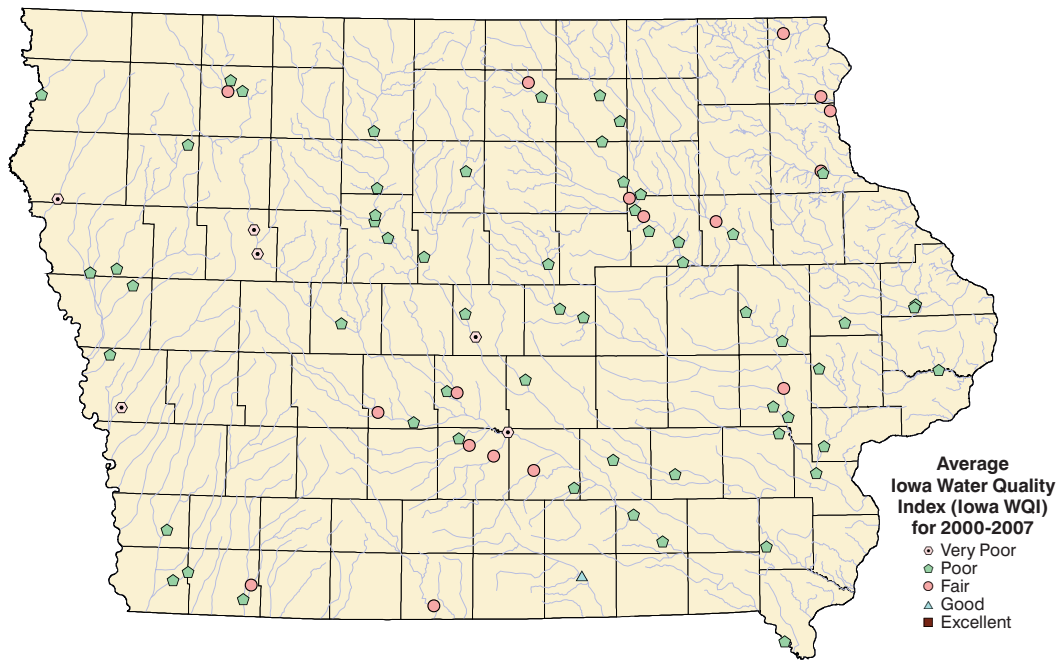 Average
Iowa Water Quality
Index (Iowa WQI)
for 2000-2007
Very Poor
Poor
Fair
Good
Excellent